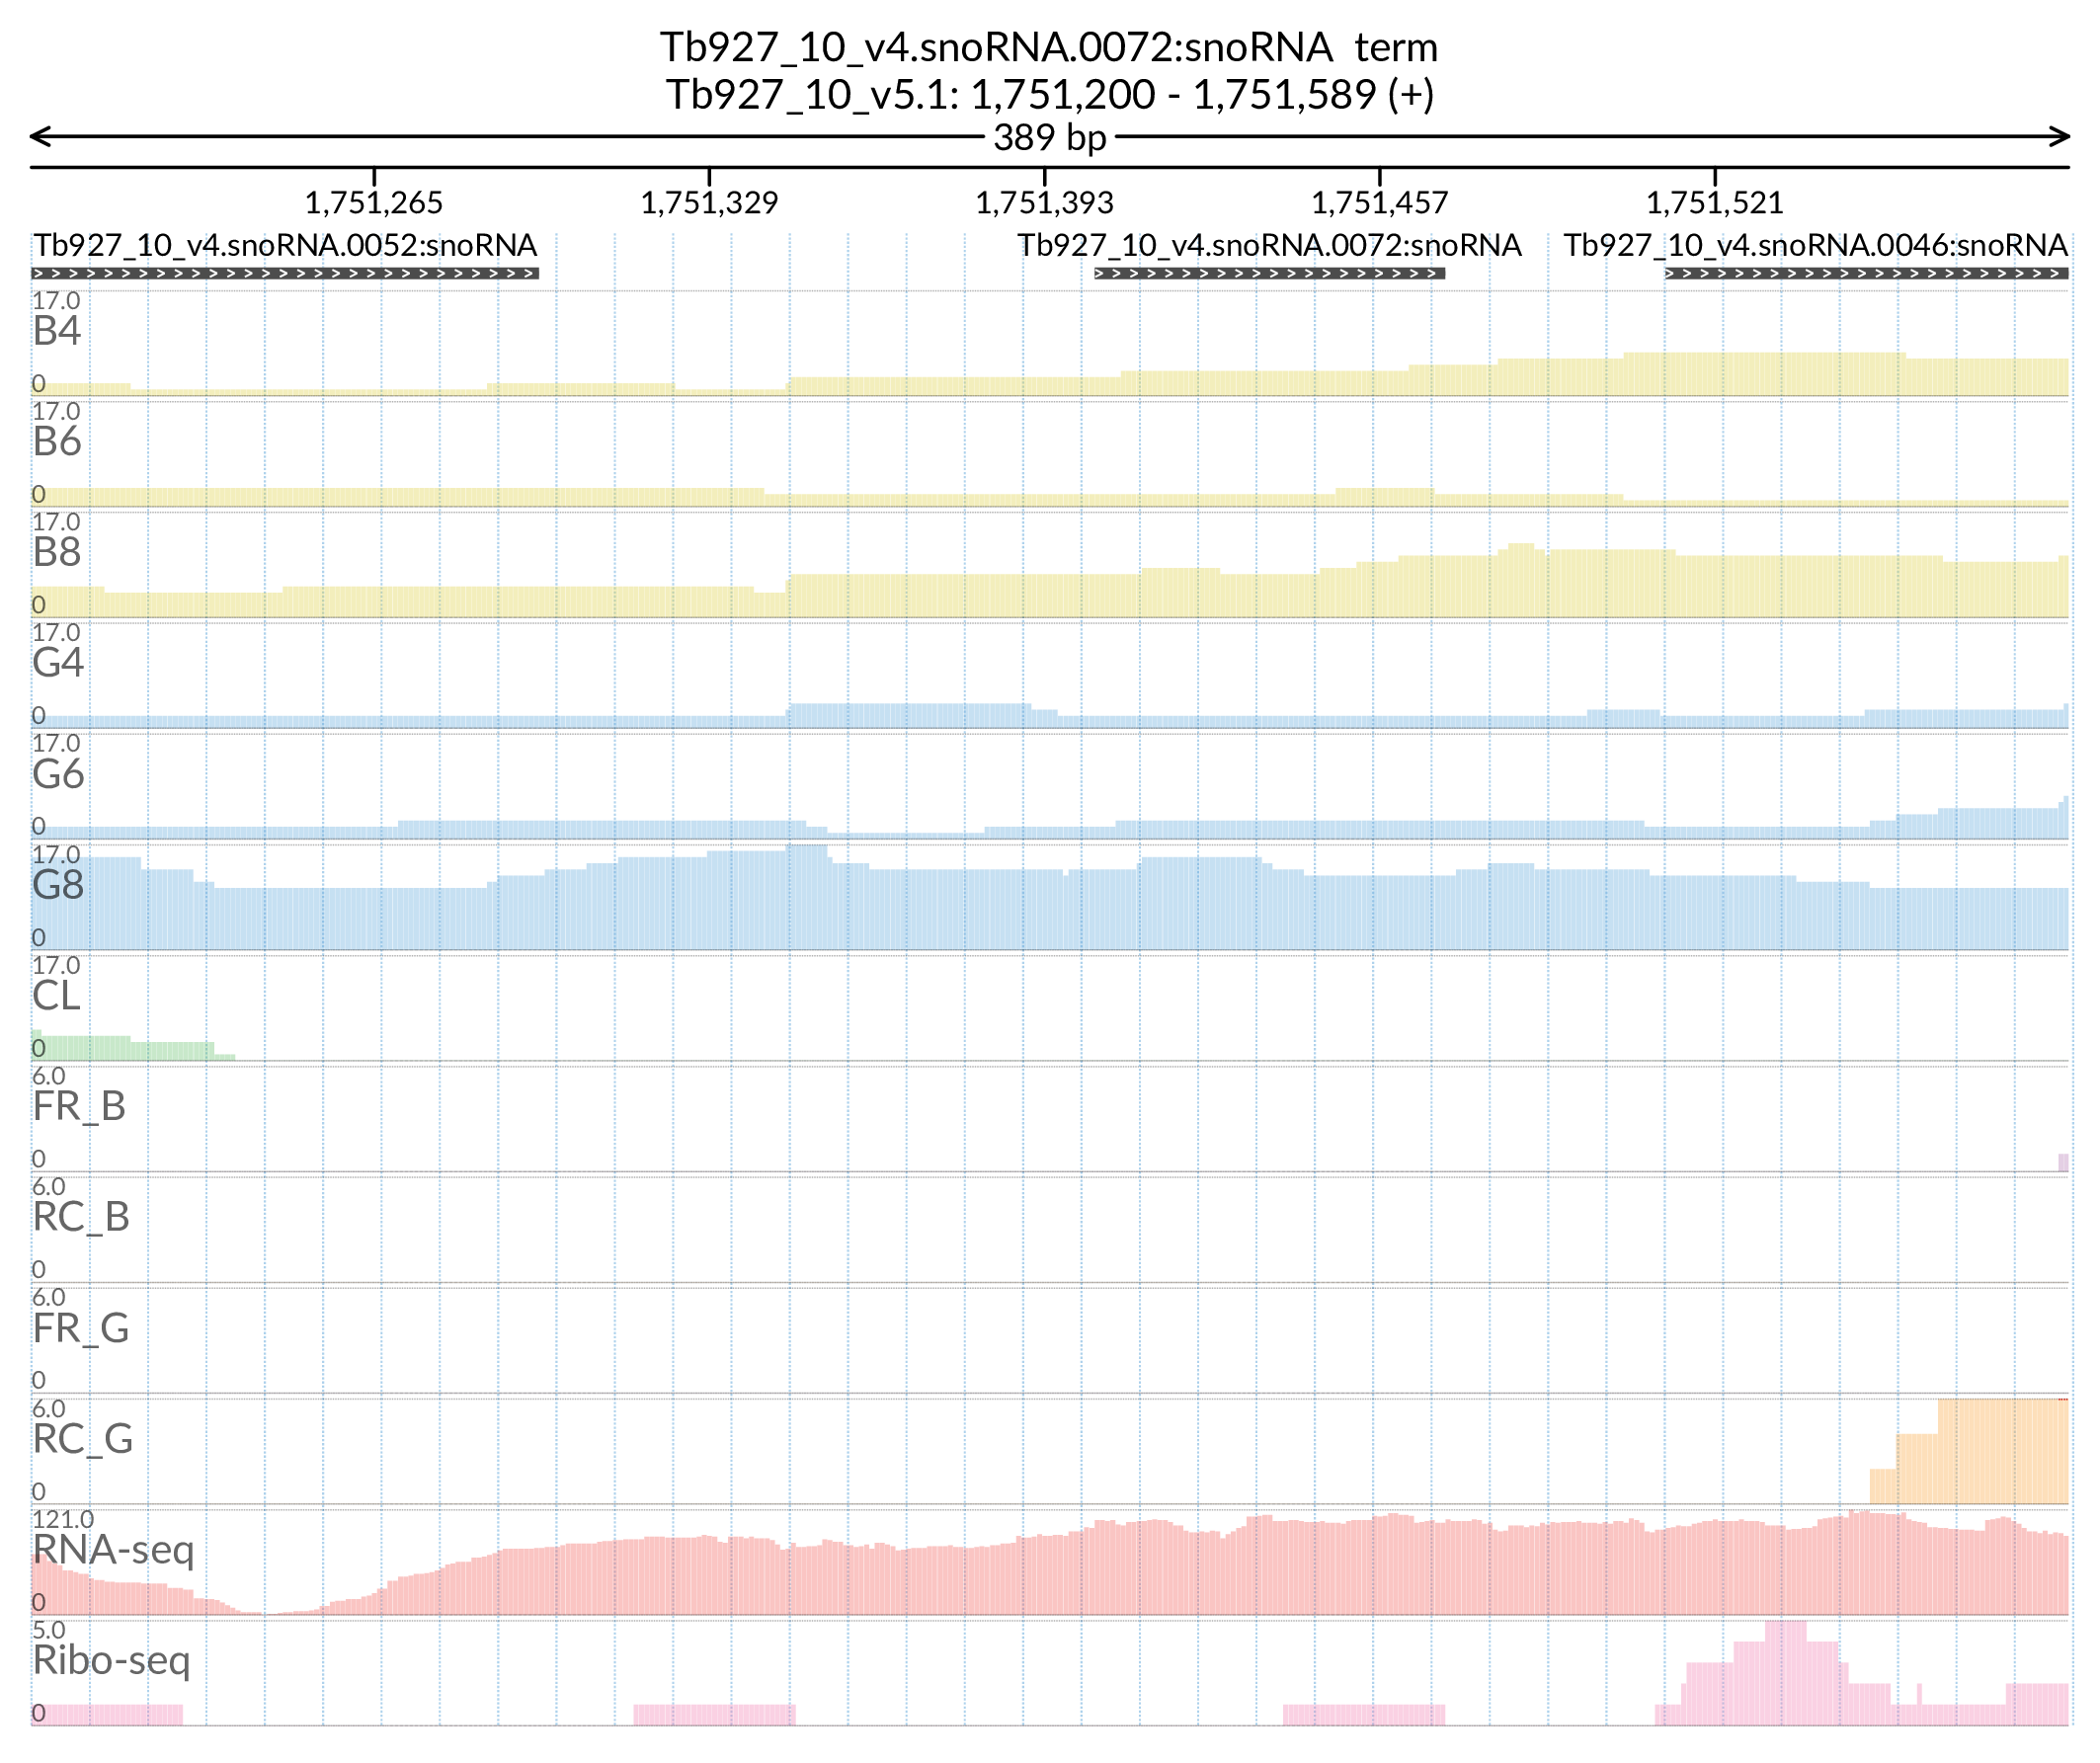 Tb927_10_v4.snoRNA.0072:snoRNA term
Tb927_10_v5.1: 1,751,200 - 1,751,589 (+)
389 bp
1,751,265 1,751,329 1,751,393 1,751,457 1,751,521
Tb927_10_v4.snoRNA.0052:snoRNA Tb927_10_v4.snoRNA.0072:snoRNA Tb927_10_v4.snoRNA.0046:snoRNA
17.0
B4
0
17.0
B6
0
17.0
B8
0
17.0
G4
0
17.0
G6
0
17.0
G8
0
17.0
CL
0
6.0
FR_B
0
6.0
RC_B
0
6.0
FR_G
0
6.0
RC_G
0
121.0
RNA-seq
0
5.0
Ribo-seq
0